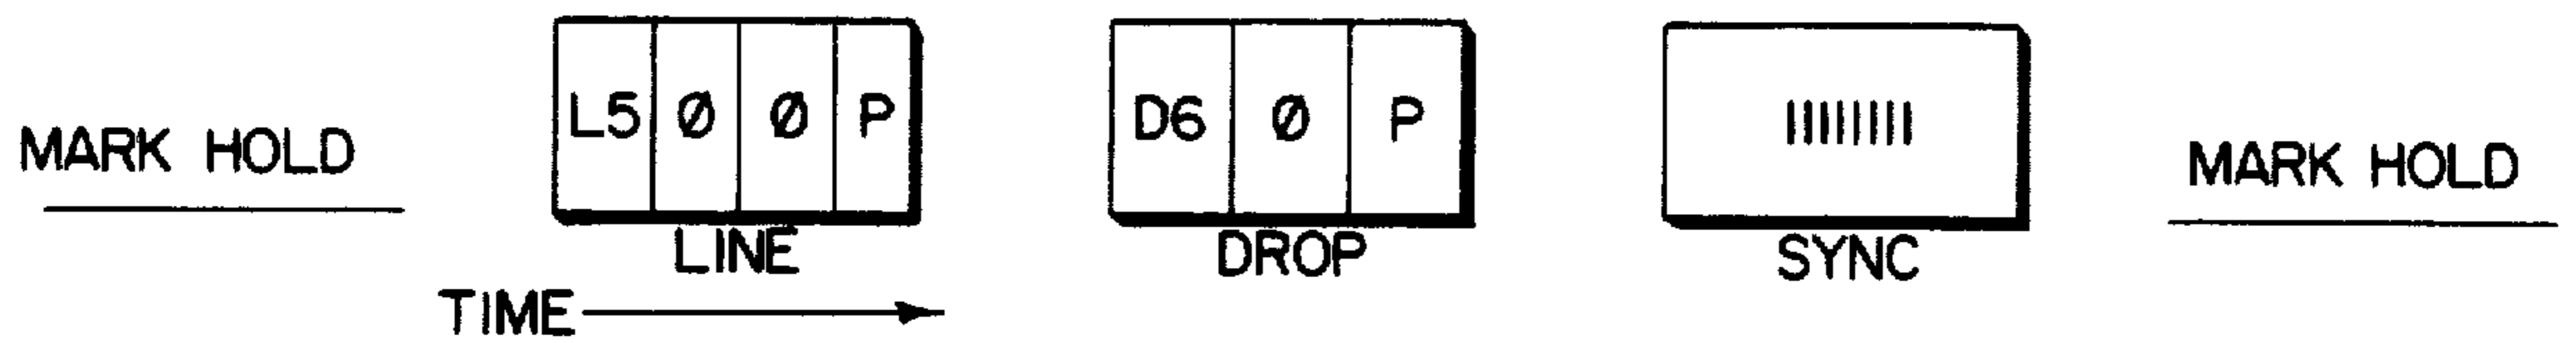 MARK HOLD
L5 Ø Ø P
LINE
D6 Ø P
DROP
SYNC
MARK HOLD
TIME